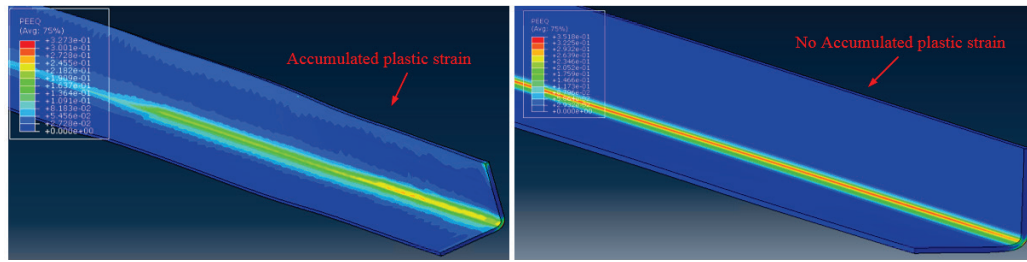 PEEQ
(Avg: 75%)
+3.273e-01
+3.001e-01
+2.728e-01
+2.455e-01
+2.182e-01
+1.909e-01
+1.637e-01
+1.364e-01
+1.091e-01
+8.183e-02
+5.456e-02
+2.728e-02
+0.000e+00
Accumulated plastic strain
PEEQ
(Avg: 75%)
+3.518e-01
+3.225e-01
+2.932e-01
+2.639e-01
+2.346e-01
+2.052e-01
+1.759e-01
+1.466e-01
+1.173e-01
+0.000e+00
No Accumulated plastic strain